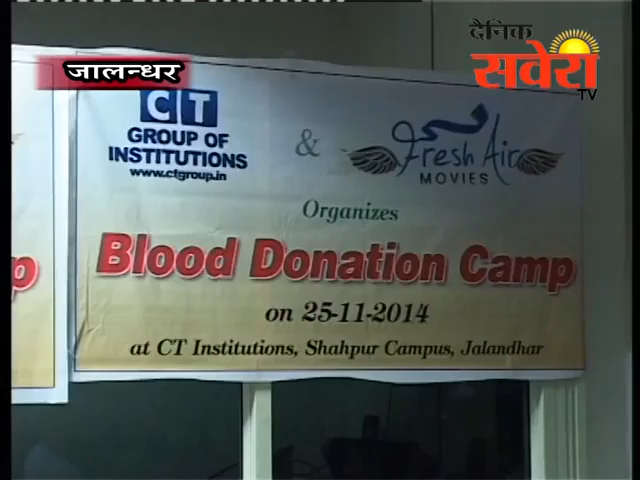 दैनिक
सवेरा
TV
जालन्धर
CT
GROUP OF
INSTITUTIONS
www.ctgroup.in
&
Fresh Air
MOVIES
Organizes
Blood Donation Camp
on 25-11-2014
at CT Institutions, Shahpur Campus, Jalandhar
p